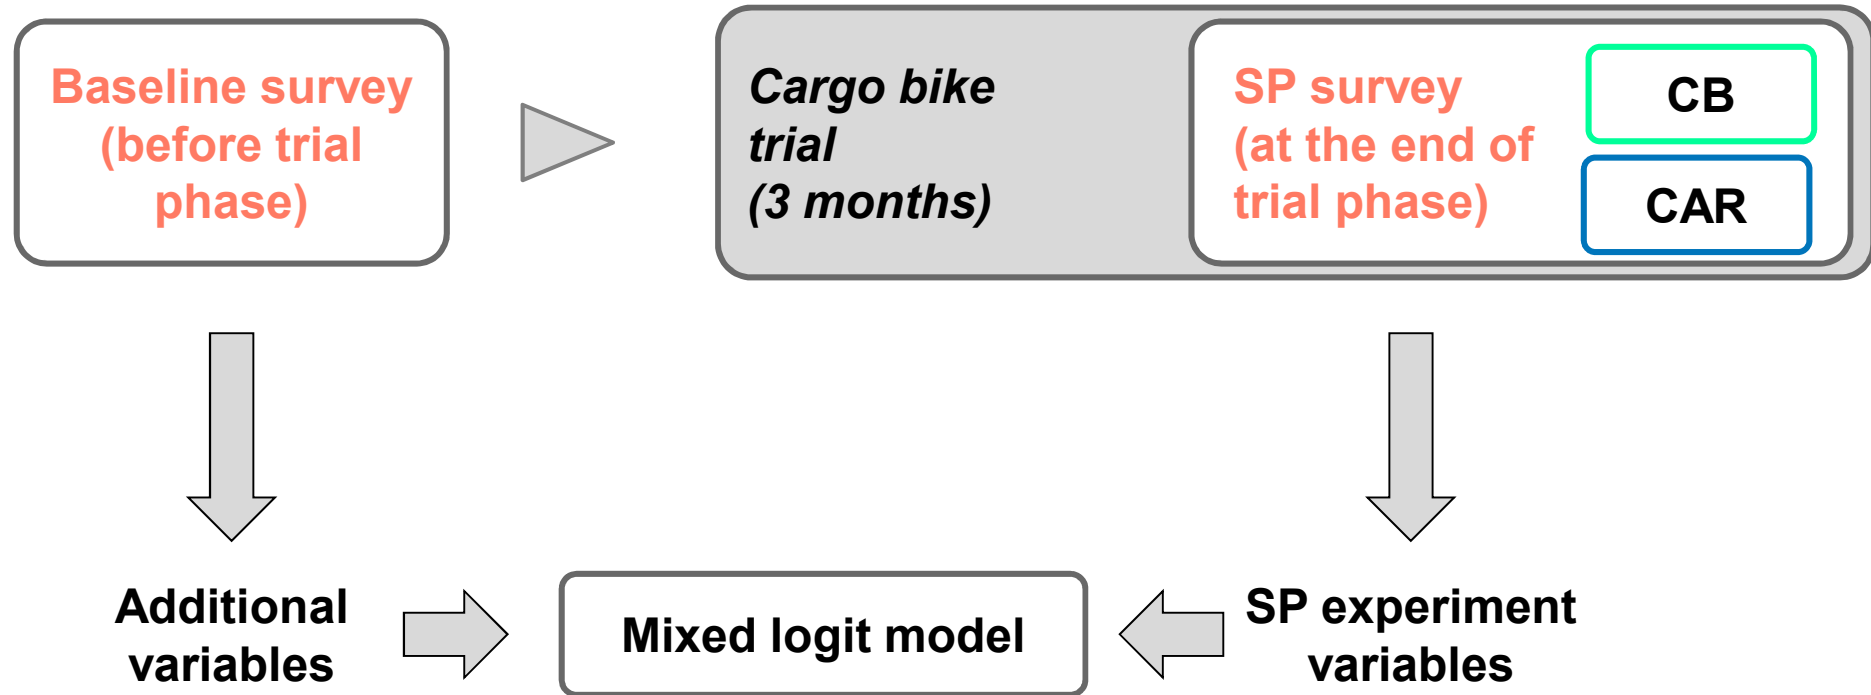 Baseline survey
(before trial
phase)
Cargo bike
trial
(3 months)
SP survey
(at the end of
trial phase)
CB
CAR
Additional
variables
Mixed logit model
SP experiment
variables